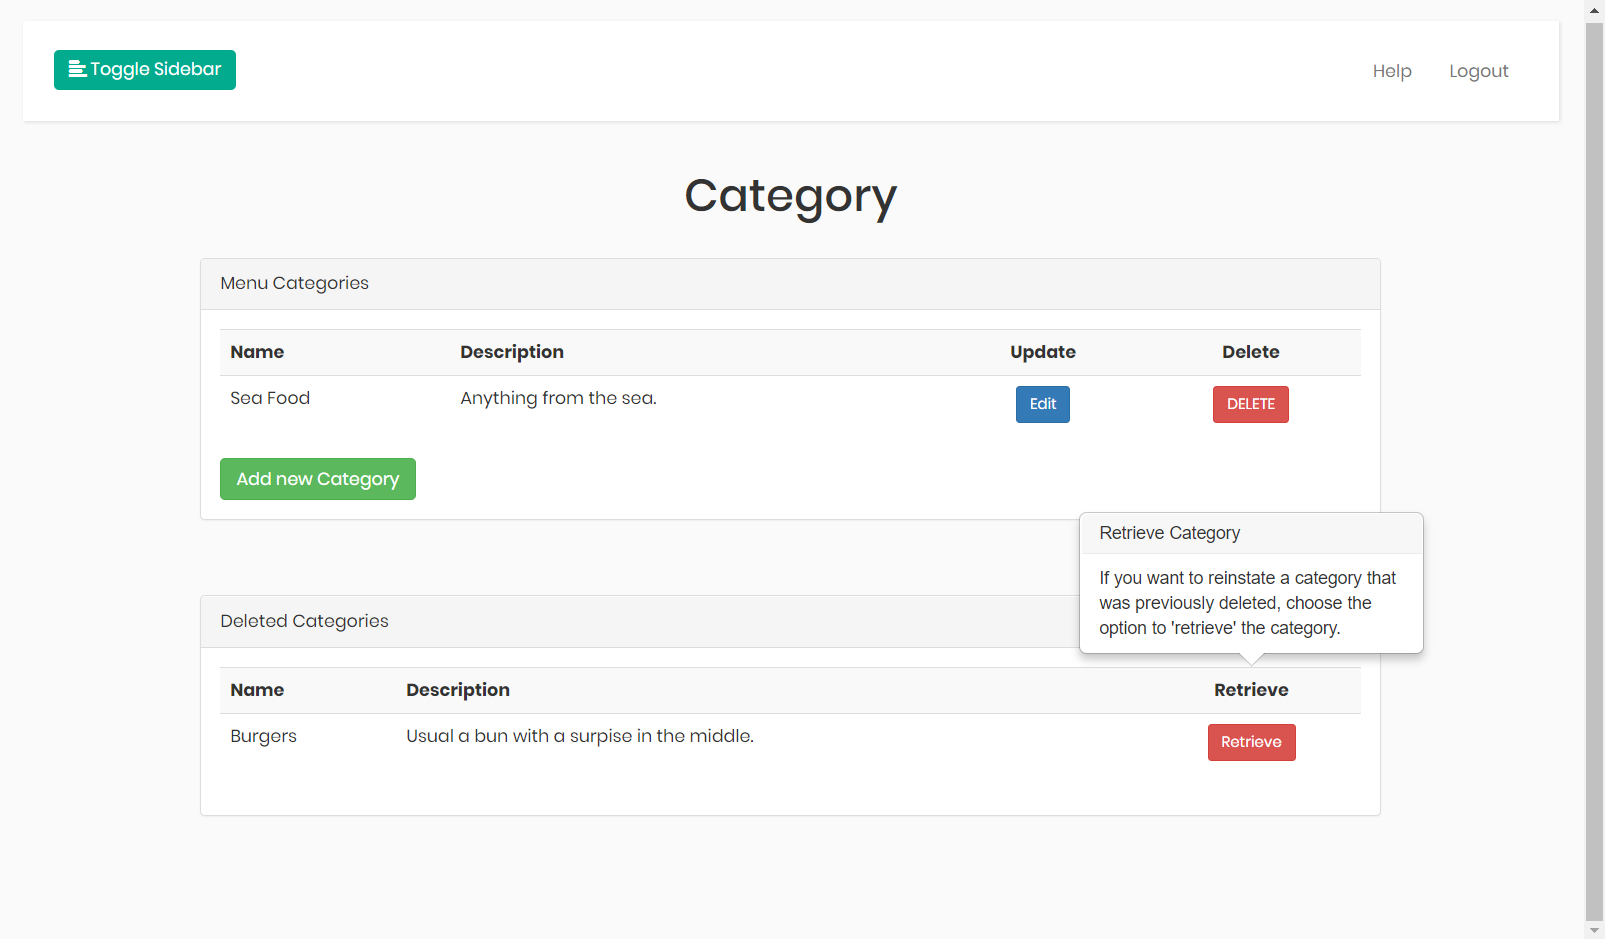 Toggle Sidebar
Help Logout
Category
Menu Categories
Name Description Update Delete
Sea Food Anything from the sea. Edit DELETE
Add new Category
Retrieve Category
If you want to reinstate a category that
was previously deleted, choose the
option to 'retrieve' the category.
Deleted Categories
Name Description Retrieve
Burgers Usual a bun with a surpise in the middle. Retrieve